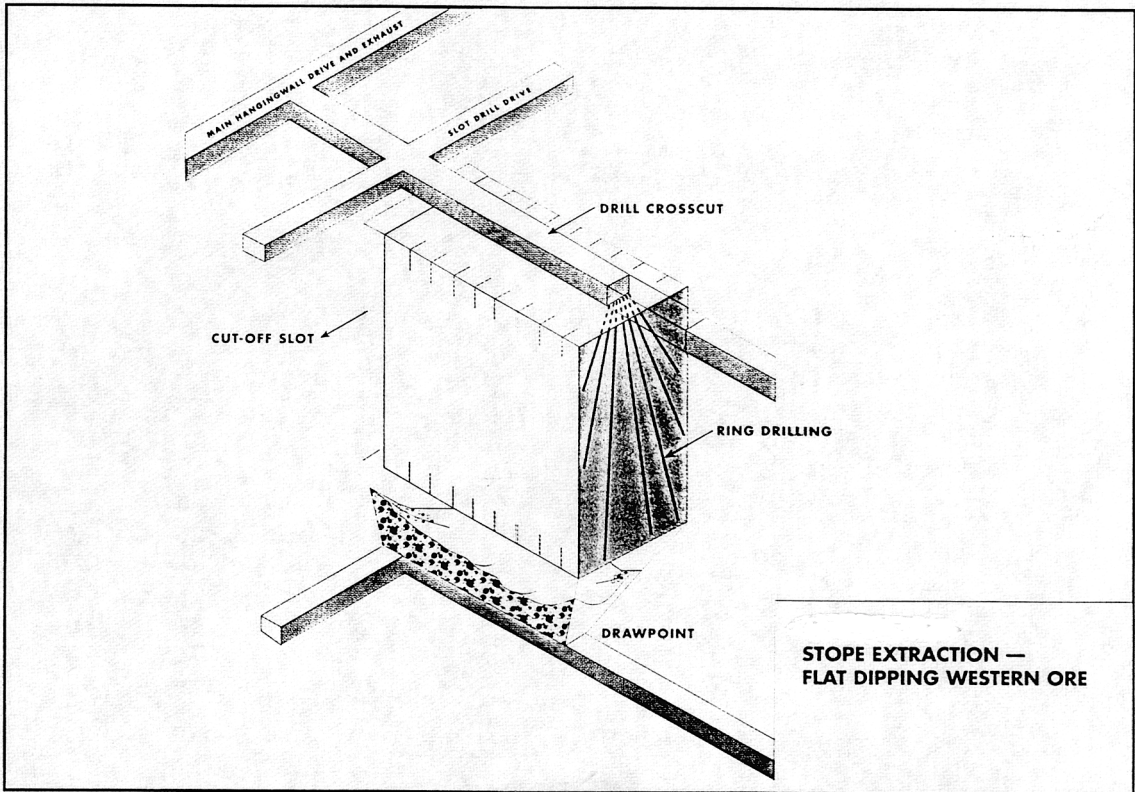 MAIN HANGINGWALL DRIVE AND EXHAUST
SLOT DRILL DRIVE
DRILL CROSSCUT
CUT-OFF SLOT
RING DRILLING
DRAWPOINT
STOPE EXTRACTION —
FLAT DIPPING WESTERN ORE